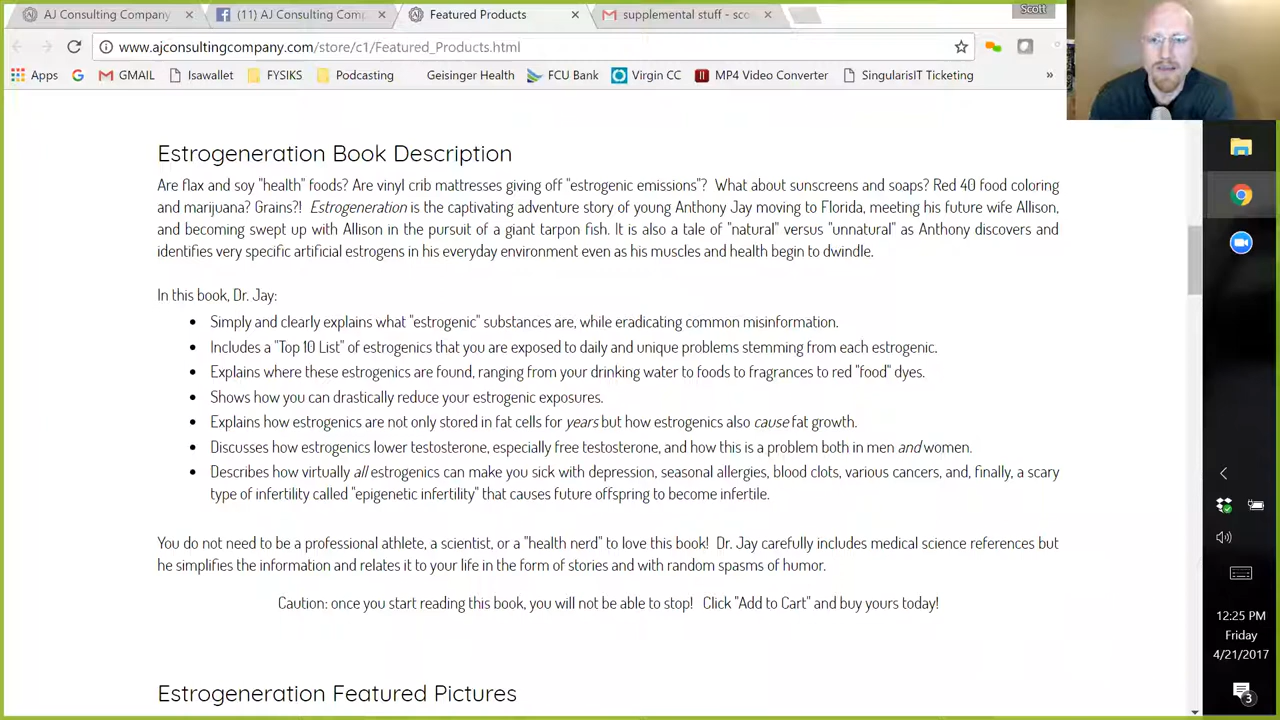 AJ Consulting Company
(11) AJ Consulting Com
Featured Products
supplemental stuff - sco
Scott
www.ajconsultingcompany.com/store/c1/Featured_Products.html
Apps GMAIL Isawallet FYSIKS Podcasting Geisinger Health FCU Bank Virgin CC MP4 Video Converter SingularisIT Ticketing »
Estrogeneration Book Description
Are flax and soy "health" foods? Are vinyl crib mattresses giving off "estrogenic emissions"? What about sunscreens and soaps? Red 40 food coloring
and marijuana? Grains?! Estrogeneration is the captivating adventure story of young Anthony Jay moving to Florida, meeting his future wife Allison,
and becoming swept up with Allison in the pursuit of a giant tarpon fish. It is also a tale of "natural" versus "unnatural" as Anthony discovers and
identifies very specific artificial estrogens in his everyday environment even as his muscles and health begin to dwindle.
In this book, Dr. Jay:
• Simply and clearly explains what "estrogenic" substances are, while eradicating common misinformation.
• Includes a "Top 10 List" of estrogenics that you are exposed to daily and unique problems stemming from each estrogenic.
• Explains where these estrogenics are found, ranging from your drinking water to foods to fragrances to red "food" dyes.
• Shows how you can drastically reduce your estrogenic exposures.
• Explains how estrogenics are not only stored in fat cells for years but how estrogenics also cause fat growth.
• Discusses how estrogenics lower testosterone, especially free testosterone, and how this is a problem both in men and women.
• Describes how virtually all estrogenics can make you sick with depression, seasonal allergies, blood clots, various cancers, and, finally, a scary
type of infertility called "epigenetic infertility" that causes future offspring to become infertile.
You do not need to be a professional athlete, a scientist, or a "health nerd" to love this book! Dr. Jay carefully includes medical science references but
he simplifies the information and relates it to your life in the form of stories and with random spasms of humor.
Caution: once you start reading this book, you will not be able to stop! Click "Add to Cart" and buy yours today!
Estrogeneration Featured Pictures
12:25 PM
Friday
4/21/2017
3